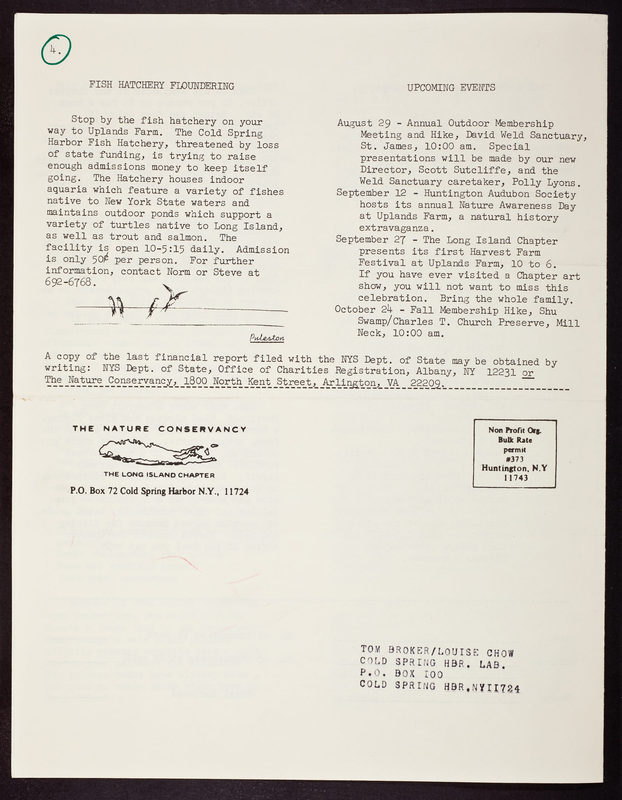 4.
FISH HATCHERY FLOUNDERING
Stop by the fish hatchery on your
way to Uplands Farm.  The Cold Spring
Harbor Fish Hatchery, threatened by loss
of state funding, is trying to raise
enough admissions money to keep itself
going.  The Hatchery houses indoor
aquaria which feature a variety of fishes
native to New York State waters and
maintains outdoor ponds which support a
variety of turtles native to Long Island,
as well as trout and salmon.  The
facility is open 10-5:15 daily.  Admission
is only 50¢ per person.  For further
information, contact Norm or Steve at
692-6768.
Puleston
UPCOMING EVENTS
August 29 - Annual Outdoor Membership
Meeting and Hike, David Weld Sanctuary,
St. James, 10:00 am.  Special
presentations will be made by our new
Director, Scott Sutcliffe, and the
Weld Sanctuary caretaker, Polly Lyons.
September 12 - Huntington Audubon Society
hosts its annual Nature Awareness Day
at Uplands Farm, a natural history
extravaganza.
September 27 - The Long Island Chapter
presents its first Harvest Farm
Festival at Uplands Farm, 10 to 6.
If you have ever visited a Chapter art
show, you will not want to miss this
celebration.  Bring the whole family.
October 24 - Fall Membership Hike, Shu
Swamp/Charles T. Church Preserve, Mill
Neck, 10:00 am.
A copy of the last financial report filed with the NYS Dept. of State may be obtained by
writing:  NYS Dept. of State, Office of Charities Registration, Albany, NY  12231 or
The Nature Conservancy, 1800 North Kent Street, Arlington, VA  22209.
THE NATURE CONSERVANCY
THE LONG ISLAND CHAPTER
P.O. Box 72 Cold Spring Harbor N.Y., 11724
Non Profit Org.
Bulk Rate
permit
#373
Huntington, N.Y
11743
TOM BROKER/LOUISE CHOW
COLD SPRING HBR. LAB.
P.O. BOX 100
COLD SPRING HBR,NY11724